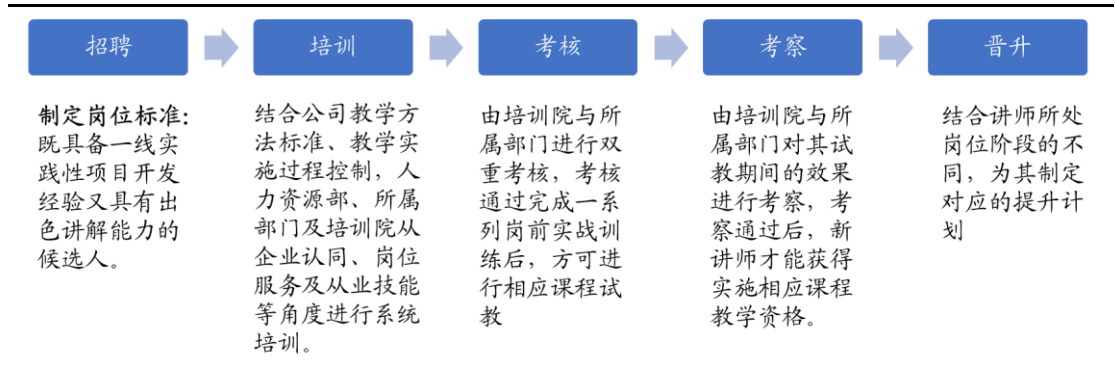 招聘
培训
考核
考察
晋升
制定岗位标准：
既具备一线实
践性项目开发
经验又具有出
色讲解能力的
候选人。
结合公司教学方
法标准、教学实
施过程控制，人
力资源部、所属
部门及培训院从
企业认同、岗位
服务及从业技能
等角度进行系统
培训。
由培训院与所
属部门进行双
重考核，考核
通过完成一系
列岗前实战训
练后，方可进
行相应课程试
教
由培训院与所
属部门对其试
教期间的效果
进行考察，考
察通过后，新
讲师才能获得
实施相应课程
教学资格。
结合讲师所处
岗位阶段的不
同，为其制定
对应的提升计
划